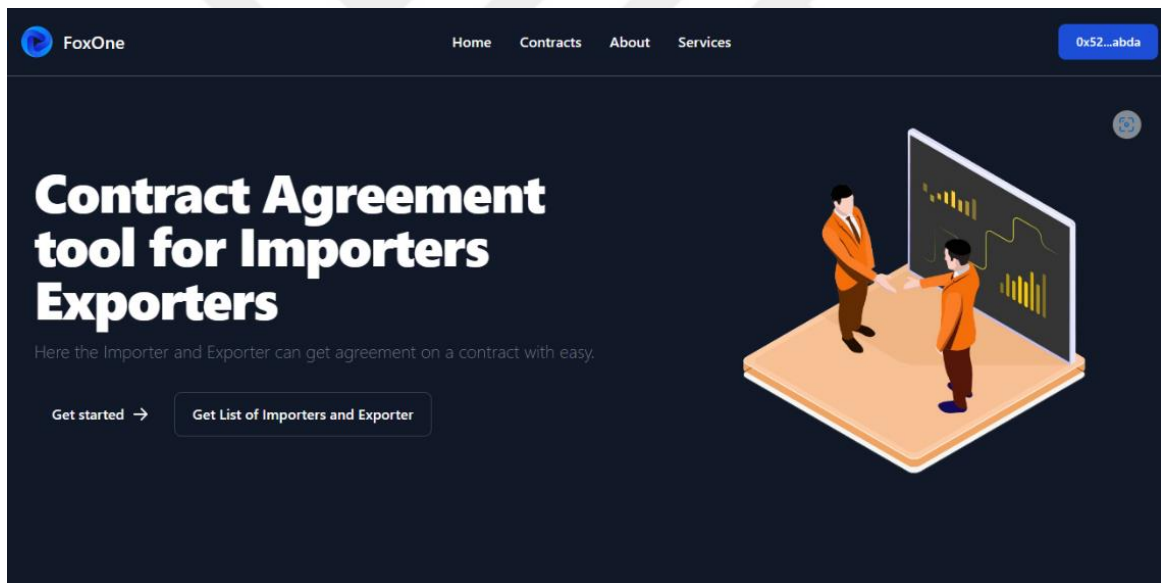 FoxOne
Home Contracts About Services
0x52...abda
Contract Agreement
tool for Importers
Exporters
Here the Importer and Exporter can get agreement on a contract with easy.
Get started →
Get List of Importers and Exporter